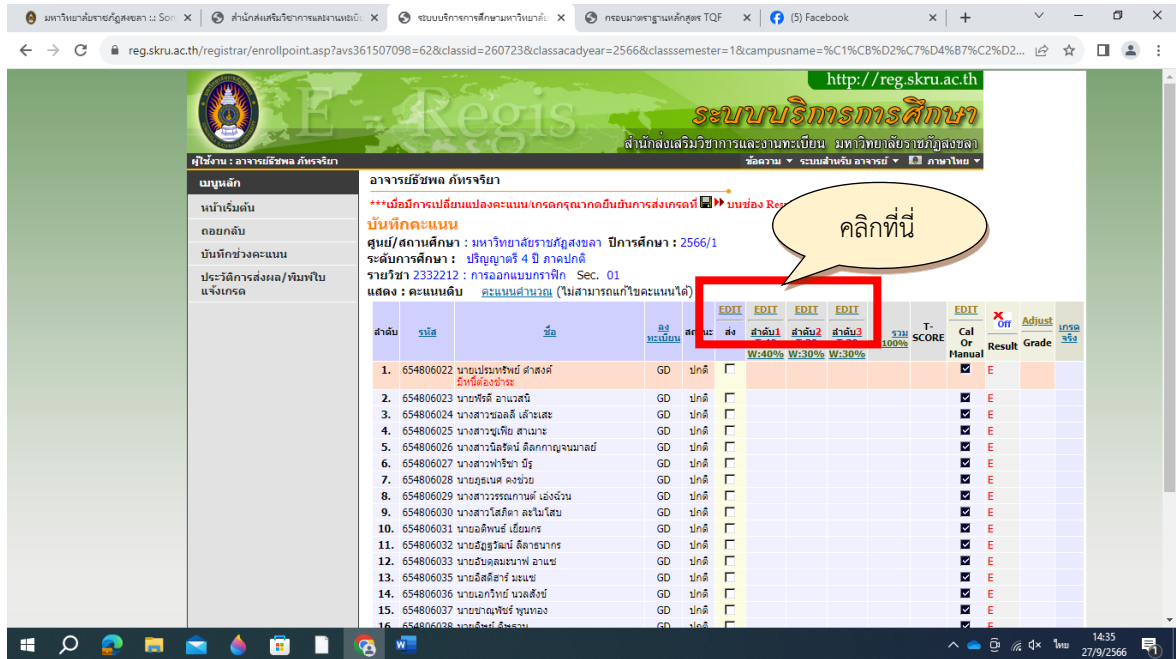 มหาวิทยาลัยราชภัฏสงขลา ::: Son
สำนักส่งเสริมวิชาการและงานทะเบีย
ระบบบริการการศึกษามหาวิทยาลัย
กรอบมาตราฐานหลักสูตร TQF
(5) Facebook
reg.skru.ac.th/registrar/enrollpoint.asp?avs361507098=62&classid=260723&classacadyear=2566&classsemester=1&campusname=%C1%CB%D2%C7%D4%B7%C2%D2...
http://reg.skru.ac.th
E - Regis
ระบบบริการการศึกษา
สำนักส่งเสริมวิชาการและงานทะเบียน มหาวิทยาลัยราชภัฏสงขลา
ผู้ใช้งาน : อาจารย์ธัชพล ภัทรจริยา
ข้อความ ระบบสำหรับ อาจารย์ ภาษาไทย
เมนูหลัก
หน้าเริ่มต้น
ถอยกลับ
บันทึกช่วงคะแนน
ประวัติการส่งผล/พิมพ์ใบแจ้งเกรด
อาจารย์ธัชพล ภัทรจริยา
***เมื่อมีการเปลี่ยนแปลงคะแนน/เกรดกรุณากดยืนยันการส่งเกรดที่ บนช่อง Res
คลิกที่นี่
บันทึกคะแนน
ศูนย์/สถานศึกษา : มหาวิทยาลัยราชภัฏสงขลา ปีการศึกษา : 2566/1
ระดับการศึกษา : ปริญญาตรี 4 ปี ภาคปกติ
รายวิชา 2332212 : การออกแบบกราฟิก Sec. 01
แสดง : คะแนนดิบ คะแนนคำนวณ (ไม่สามารถแก้ไขคะแนนได้)
EDIT EDIT EDIT EDIT EDIT
ลำดับ รหัส ชื่อ ลงทะเบียน สถานะ ส่ง ลำดับ1 ลำดับ2 ลำดับ3 รวม 100% T-SCORE Cal Or Manual Off Result Adjust Grade เกรดจริง
W:40% W:30% W:30%
1. 654806022 นายเปรมทรัพย์ ดำสงค์ GD ปกติ E
มีหนี้ต้องชำระ
2. 654806023 นายพัรดี อาแวสนิ GD ปกติ E
3. 654806024 นางสาวซอลลี เล้าะเสะ GD ปกติ E
4. 654806025 นางสาวซูเฟีย สาเมาะ GD ปกติ E
5. 654806026 นางสาวนิลรัตน์ ดิลกกาญจนมาลย์ GD ปกติ E
6. 654806027 นางสาวฟาริชา บีรู GD ปกติ E
7. 654806028 นายภูธเนศ คงช่วย GD ปกติ E
8. 654806029 นางสาววรรณกานต์ เอ่งฉ้วน GD ปกติ E
9. 654806030 นางสาวโสภิตา ละใมโสบ GD ปกติ E
10. 654806031 นายอดิพนธ์ เยี่ยมกร GD ปกติ E
11. 654806032 นายอัฏฐวัฒน์ ลีลาธนากร GD ปกติ E
12. 654806033 นายอับดุลมะนาฟ อาแซ GD ปกติ E
13. 654806035 นายอิสดีฮาร์ มะแซ GD ปกติ E
14. 654806036 นายเอกวิทย์ นวลสังข์ GD ปกติ E
15. 654806037 นายชาญพัชร์ พูนทอง GD ปกติ E
16. 654806038 GD ปกติ E
ไทย
14:35
27/9/2566